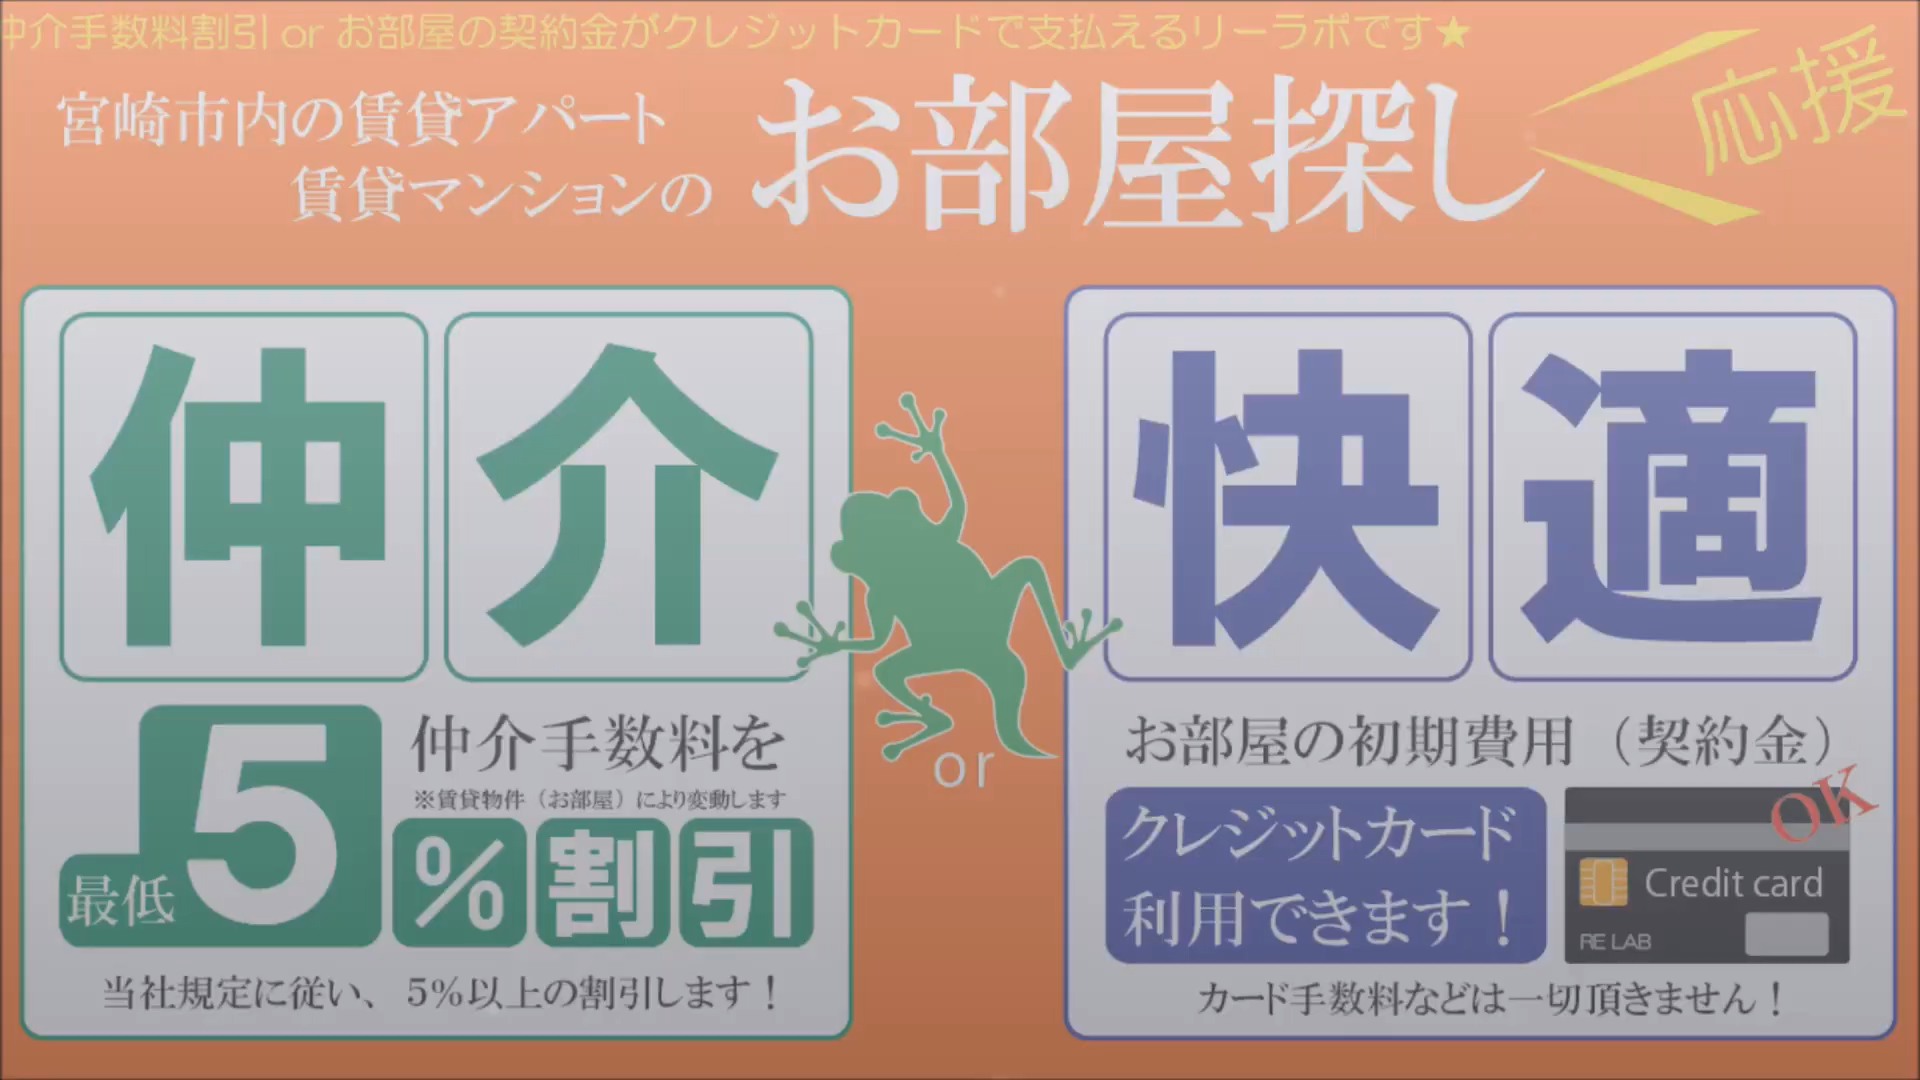 仲介手数料割引 or お部屋の契約金がクレジットカードで支払えるリーラボです★
宮崎市内の賃貸アパート
賃貸マンションの
お部屋探し
応援
仲介
仲介手数料を
※賃貸物件（お部屋）により変動します
最低5%割引
当社規定に従い、5%以上の割引します！
or
快適
お部屋の初期費用（契約金）
クレジットカード
利用できます！
OK
Credit card
RE LAB
カード手数料などは一切頂きません！